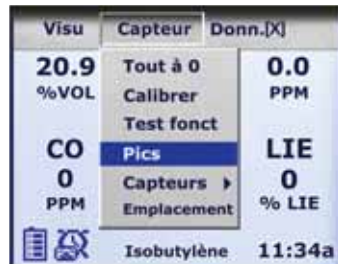 Visu Capteur Donn.[X]
20.9 Tout à 0 0.0
%VOL Calibrer PPM
Test fonct
CO Pics LIE
0 Capteurs 0
PPM Emplacement % LIE
Isobutylène 11:34a